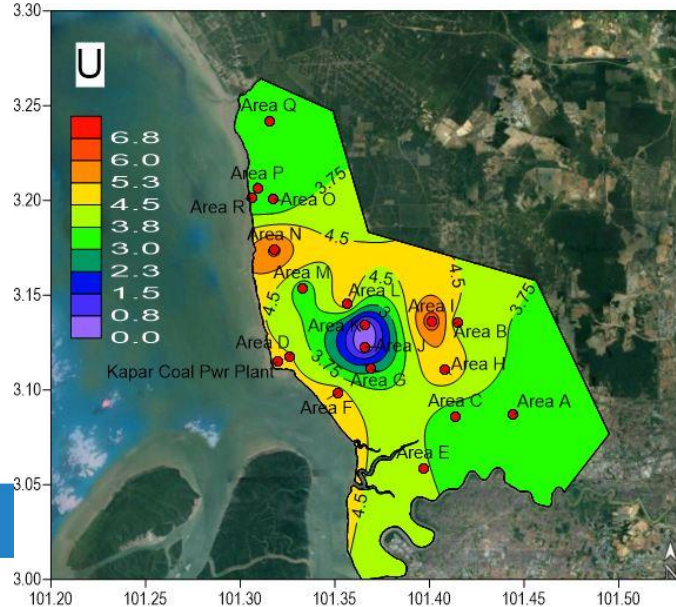 3.30
3.25
3.20
3.15
3.10
3.05
3.00
U
6.8
6.0
5.3
4.5
3.8
3.0
2.3
1.5
0.8
0.0
Area Q
Area P
Area R
Area O
3.75
4.5
Area N
Area M
4.5
4.5
Area L
3.75
4.5
Area I
Area B
Area K
Area J
Area D
Kapar Coal Pwr Plant
3.75
Area G
Area H
Area F
Area C
Area A
Area E
4.5
N
101.20 101.25 101.30 101.35 101.40 101.45 101.50